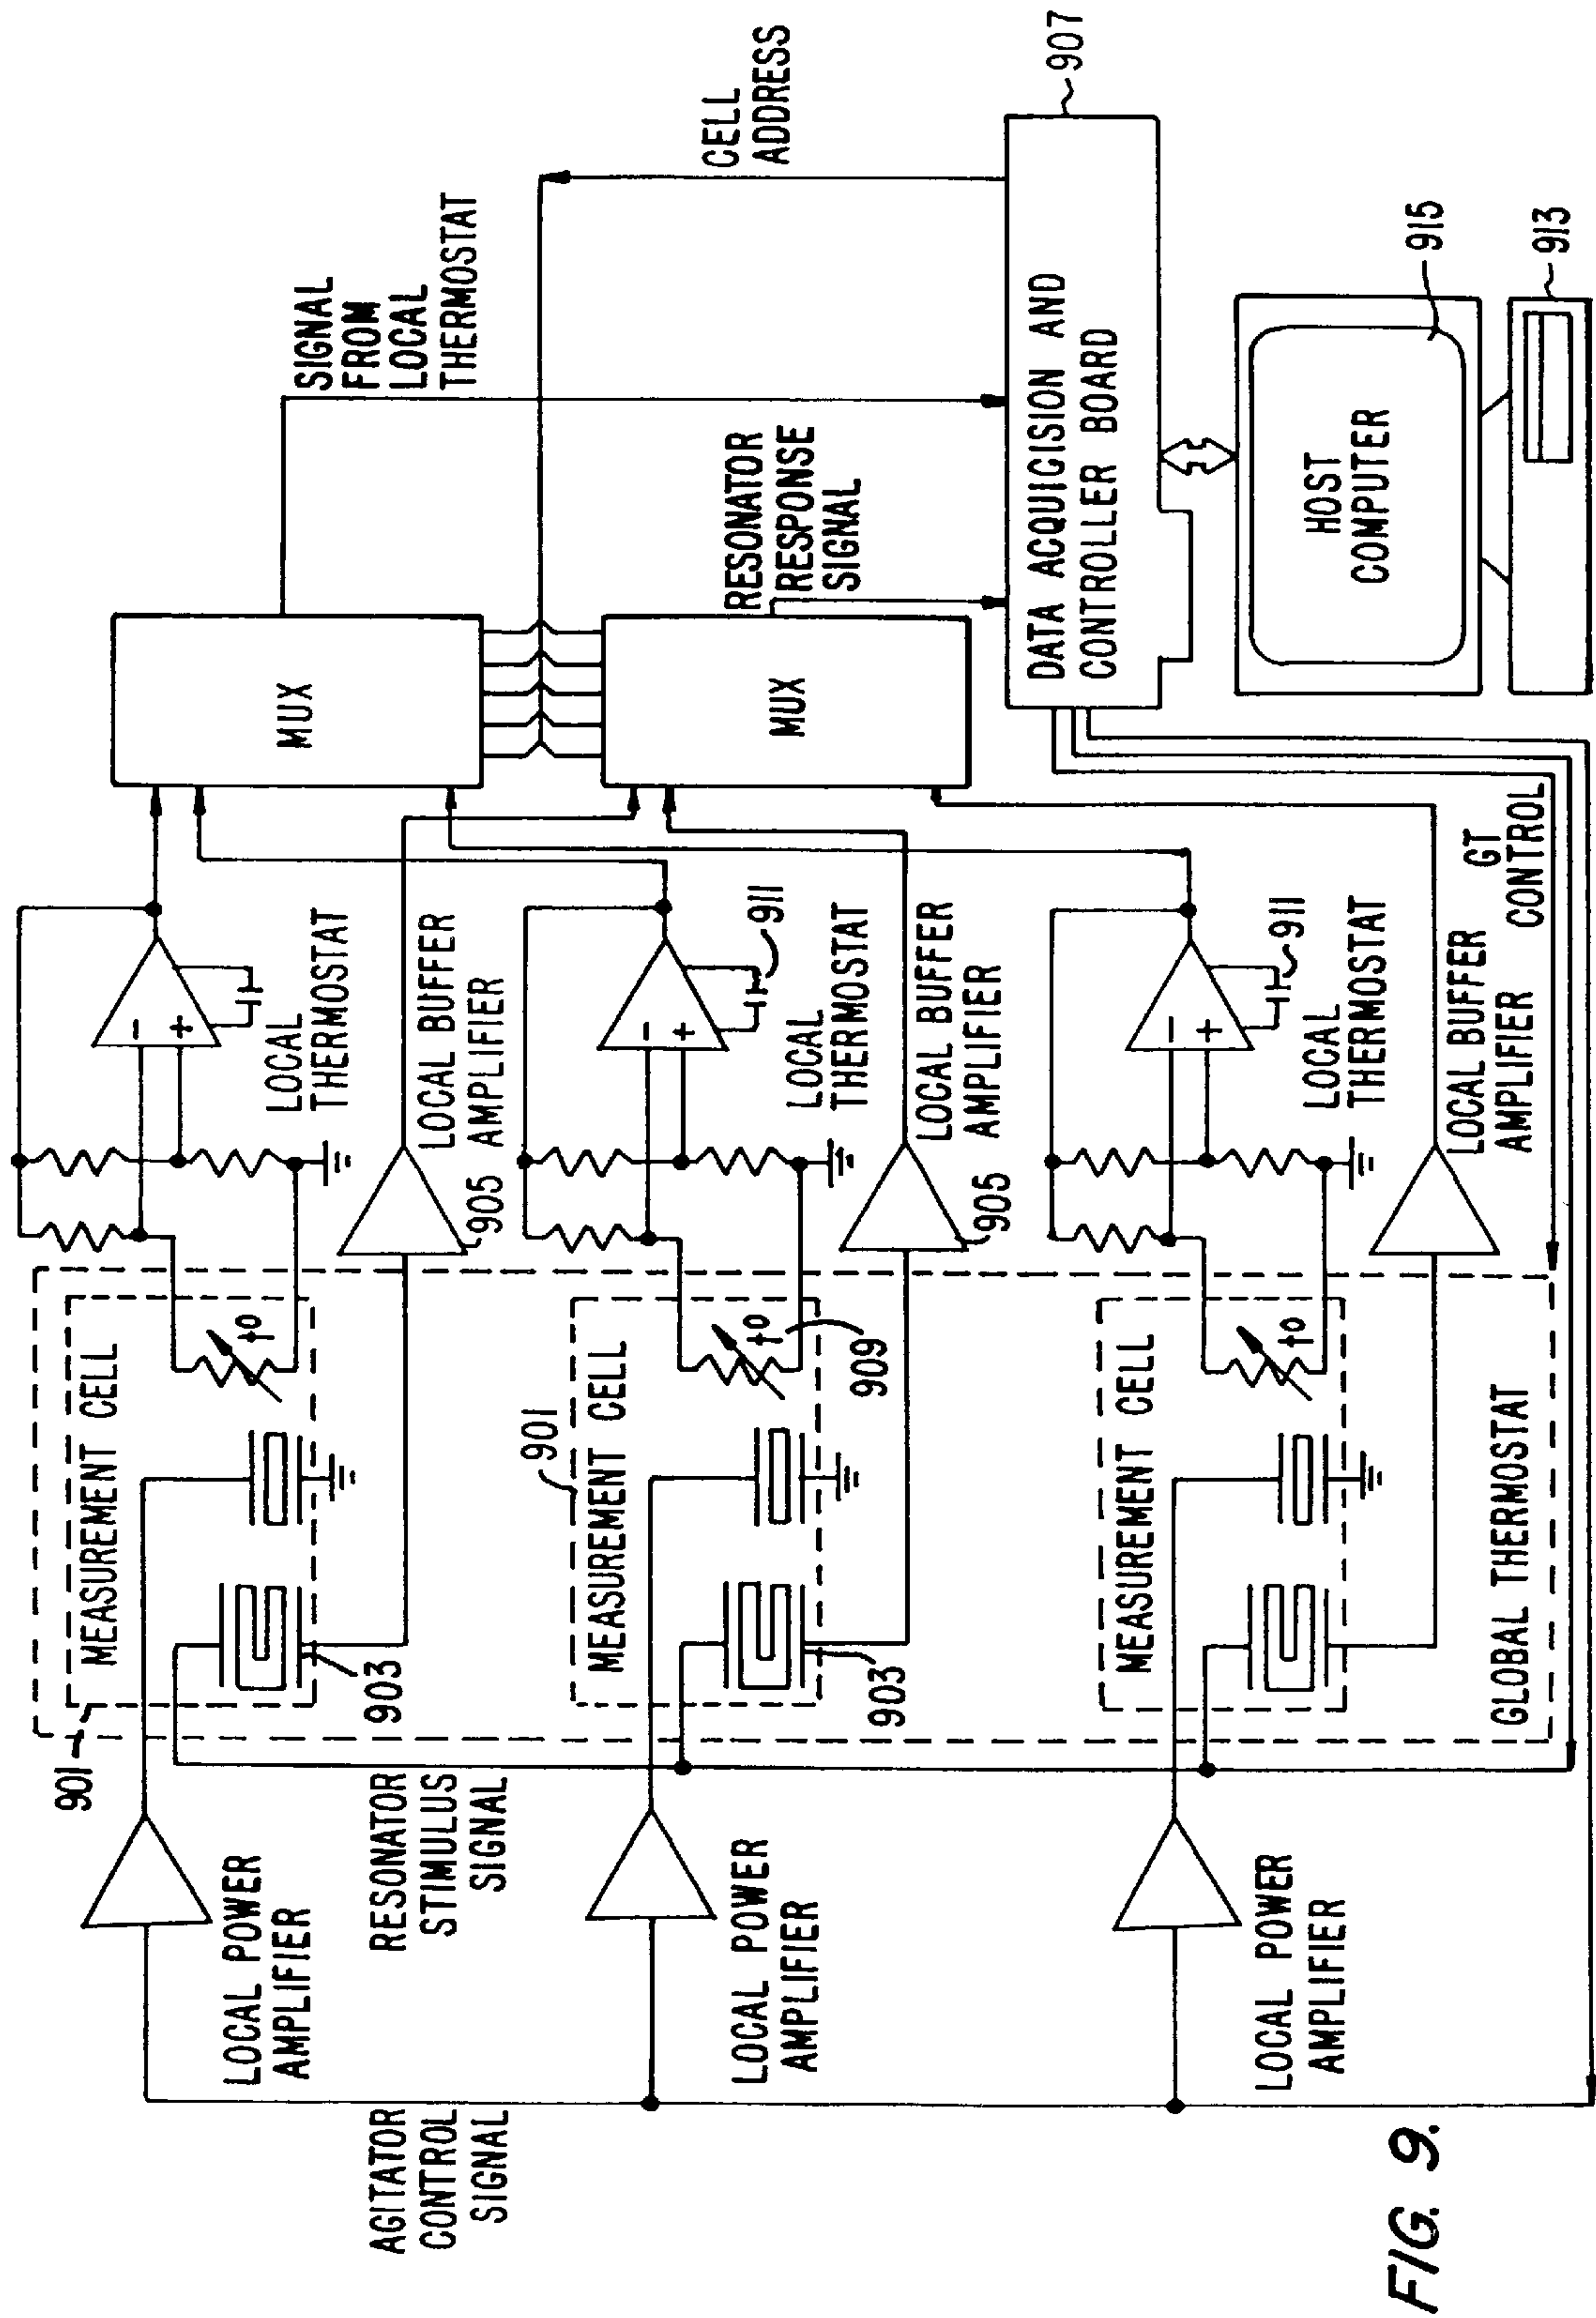 AGITATOR
CONTROL
SIGNAL
LOCAL POWER
AMPLIFIER
RESONATOR
STIMULUS
SIGNAL
901
MEASUREMENT CELL
903
t°
LOCAL
THERMOSTAT
LOCAL BUFFER
AMPLIFIER
905
-
+
MUX
SIGNAL
FROM
LOCAL
THERMOSTAT
CELL
ADDRESS
LOCAL POWER
AMPLIFIER
901
MEASUREMENT CELL
903
t°
909
LOCAL
THERMOSTAT
911
LOCAL BUFFER
AMPLIFIER
905
-
+
MUX
RESONATOR
RESPONSE
SIGNAL
907
DATA ACQUICISION AND
CONTROLLER BOARD
LOCAL POWER
AMPLIFIER
MEASUREMENT CELL
t°
LOCAL
THERMOSTAT
911
LOCAL BUFFER
AMPLIFIER
-
+
GT
CONTROL
GLOBAL THERMOSTAT
HOST
COMPUTER
915
913
FIG. 9.